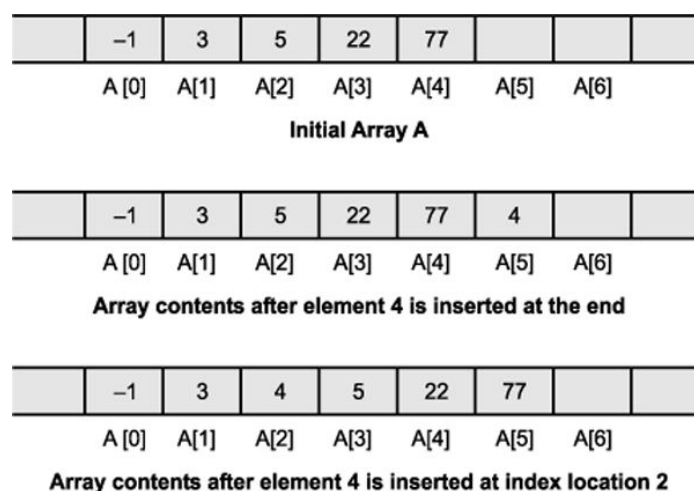 –1 3 5 22 77
A [0] A[1] A[2] A[3] A[4] A[5] A[6]
Initial Array A
–1 3 5 22 77 4
A [0] A[1] A[2] A[3] A[4] A[5] A[6]
Array contents after element 4 is inserted at the end
–1 3 4 5 22 77
A [0] A[1] A[2] A[3] A[4] A[5] A[6]
Array contents after element 4 is inserted at index location 2